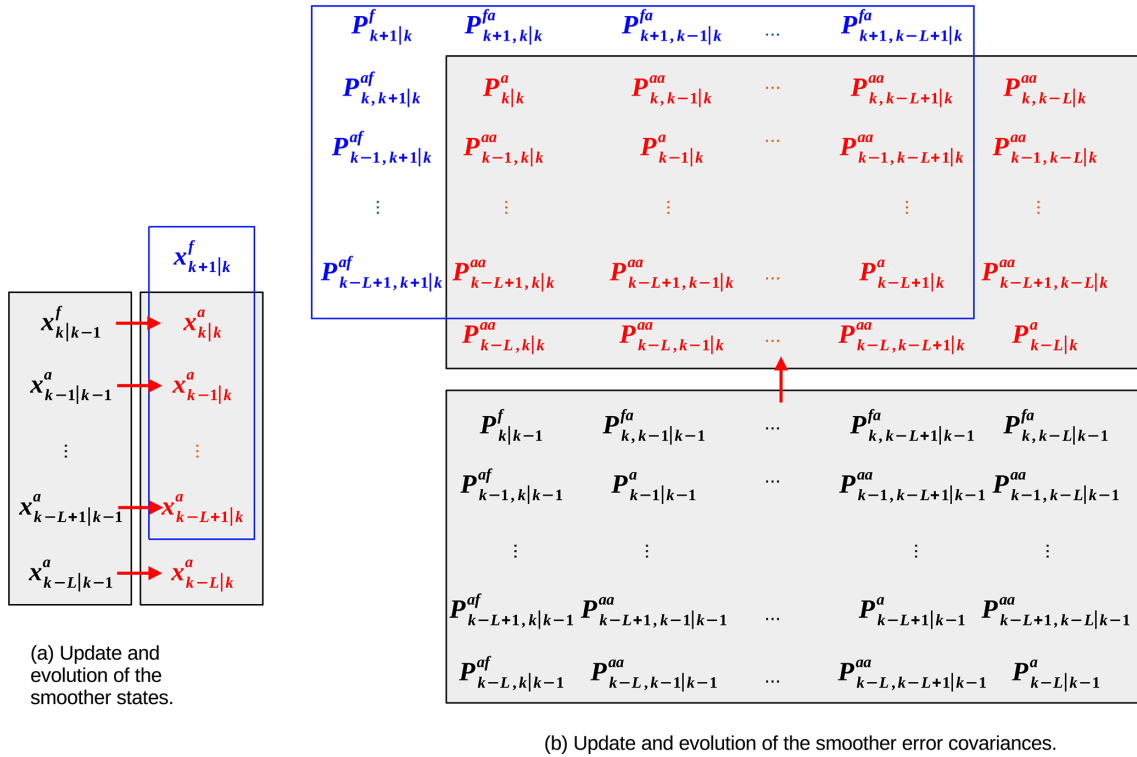 P^f_{k+1|k} P^{fa}_{k+1,k|k} P^{fa}_{k+1,k−1|k} ... P^{fa}_{k+1,k−L+1|k}
P^{af}_{k,k+1|k} P^a_{k|k} P^{aa}_{k,k−1|k} ... P^{aa}_{k,k−L+1|k} P^{aa}_{k,k−L|k}
P^{af}_{k−1,k+1|k} P^{aa}_{k−1,k|k} P^a_{k−1|k} ... P^{aa}_{k−1,k−L+1|k} P^{aa}_{k−1,k−L|k}
⋮ ⋮ ⋮ ⋮ ⋮
P^{af}_{k−L+1,k+1|k} P^{aa}_{k−L+1,k|k} P^{aa}_{k−L+1,k−1|k} ... P^a_{k−L+1|k} P^{aa}_{k−L+1,k−L|k}
P^{aa}_{k−L,k|k} P^{aa}_{k−L,k−1|k} ... P^{aa}_{k−L,k−L+1|k} P^a_{k−L|k}
x^f_{k+1|k}
x^f_{k|k−1} x^a_{k|k}
x^a_{k−1|k−1} x^a_{k−1|k}
⋮ ⋮
x^a_{k−L+1|k−1} x^a_{k−L+1|k}
x^a_{k−L|k−1} x^a_{k−L|k}
(a) Update and
evolution of the
smoother states.
P^f_{k|k−1} P^{fa}_{k,k−1|k−1} ... P^{fa}_{k,k−L+1|k−1} P^{fa}_{k,k−L|k−1}
P^{af}_{k−1,k|k−1} P^a_{k−1|k−1} ... P^{aa}_{k−1,k−L+1|k−1} P^{aa}_{k−1,k−L|k−1}
⋮ ⋮ ⋮ ⋮
P^{af}_{k−L+1,k|k−1} P^{aa}_{k−L+1,k−1|k−1} ... P^a_{k−L+1|k−1} P^{aa}_{k−L+1,k−L|k−1}
P^{af}_{k−L,k|k−1} P^{aa}_{k−L,k−1|k−1} ... P^{aa}_{k−L,k−L+1|k−1} P^a_{k−L|k−1}
(b) Update and evolution of the smoother error covariances.